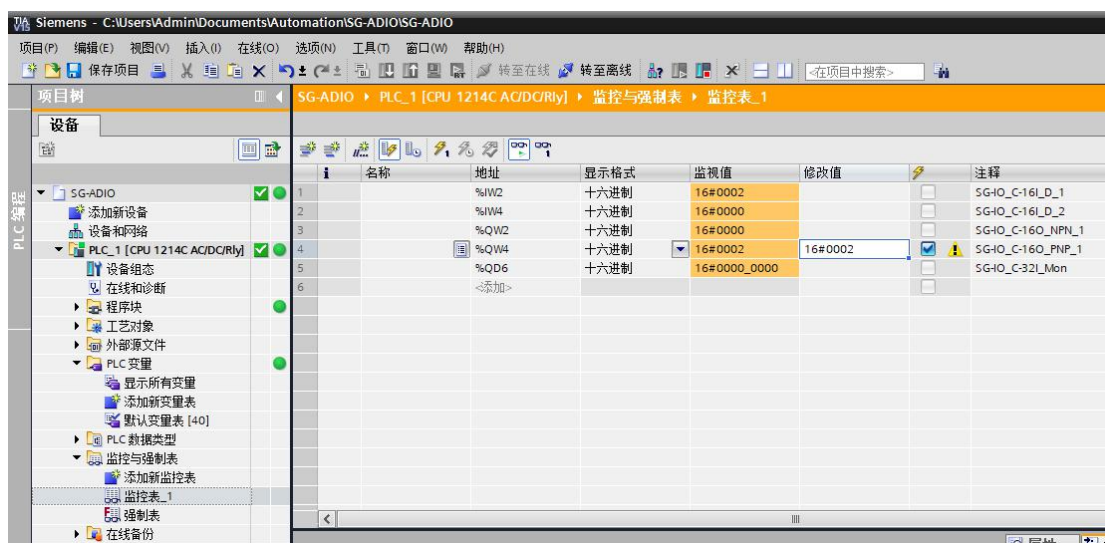 Siemens - C:\Users\Admin\Documents\Automation\SG-ADIO\SG-ADIO
项目(P) 编辑(E) 视图(V) 插入(I) 在线(O) 选项(N) 工具(T) 窗口(W) 帮助(H)
保存项目 转至在线 转至离线 <在项目中搜索>
项目树
SG-ADIO PLC_1 [CPU 1214C AC/DC/Rly] 监控与强制表 监控表_1
设备
PLC 编程
SG-ADIO
添加新设备
设备和网络
PLC_1 [CPU 1214C AC/DC/Rly]
设备组态
在线和诊断
程序块
工艺对象
外部源文件
PLC 变量
显示所有变量
添加新变量表
默认变量表 [40]
PLC 数据类型
监控与强制表
添加新监控表
监控表_1
强制表
在线备份
i 名称 地址 显示格式 监视值 修改值 注释
1 %IW2 十六进制 16#0002 SG-IO_C-16I_D_1
2 %IW4 十六进制 16#0000 SG-IO_C-16I_D_2
3 %QW2 十六进制 16#0000 SG-IO_C-16O_NPN_1
4 %QW4 十六进制 16#0002 16#0002 SG-IO_C-16O_PNP_1
5 %QD6 十六进制 16#0000_0000 SG-IO_C-32I_Mon
6 <添加>